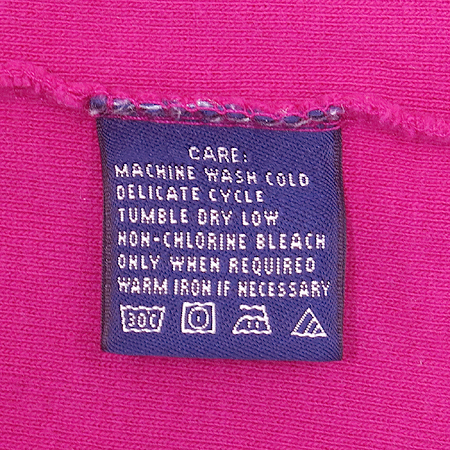 CARE:
MACHINE WASH COLD
DELICATE CYCLE
TUMBLE DRY LOW
NON-CHLORINE BLEACH
ONLY WHEN REQUIRED
WARM IRON IF NECESSARY
30C